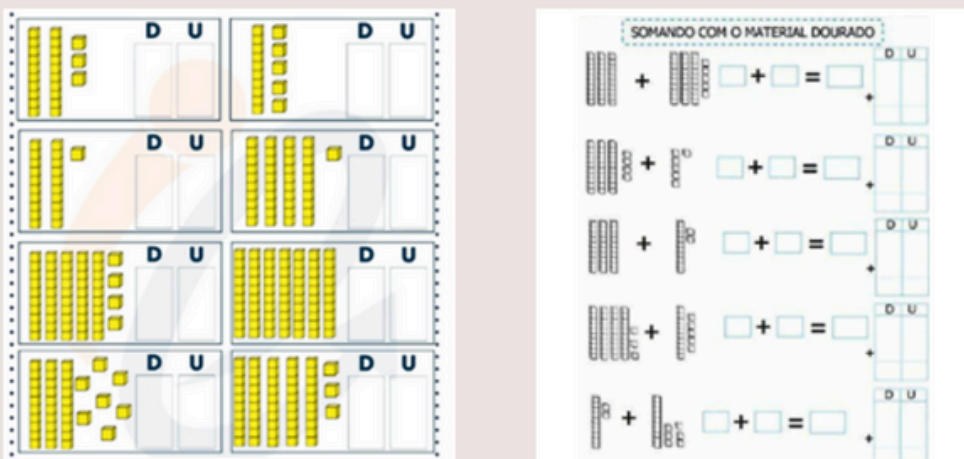 D U D U
D U D U
D U D U
D U D U
SOMANDO COM O MATERIAL DOURADO
D U
+ + =
+
D U
+ + =
+
D U
+ + =
+
D U
+ + =
+
D U
+ + =
+